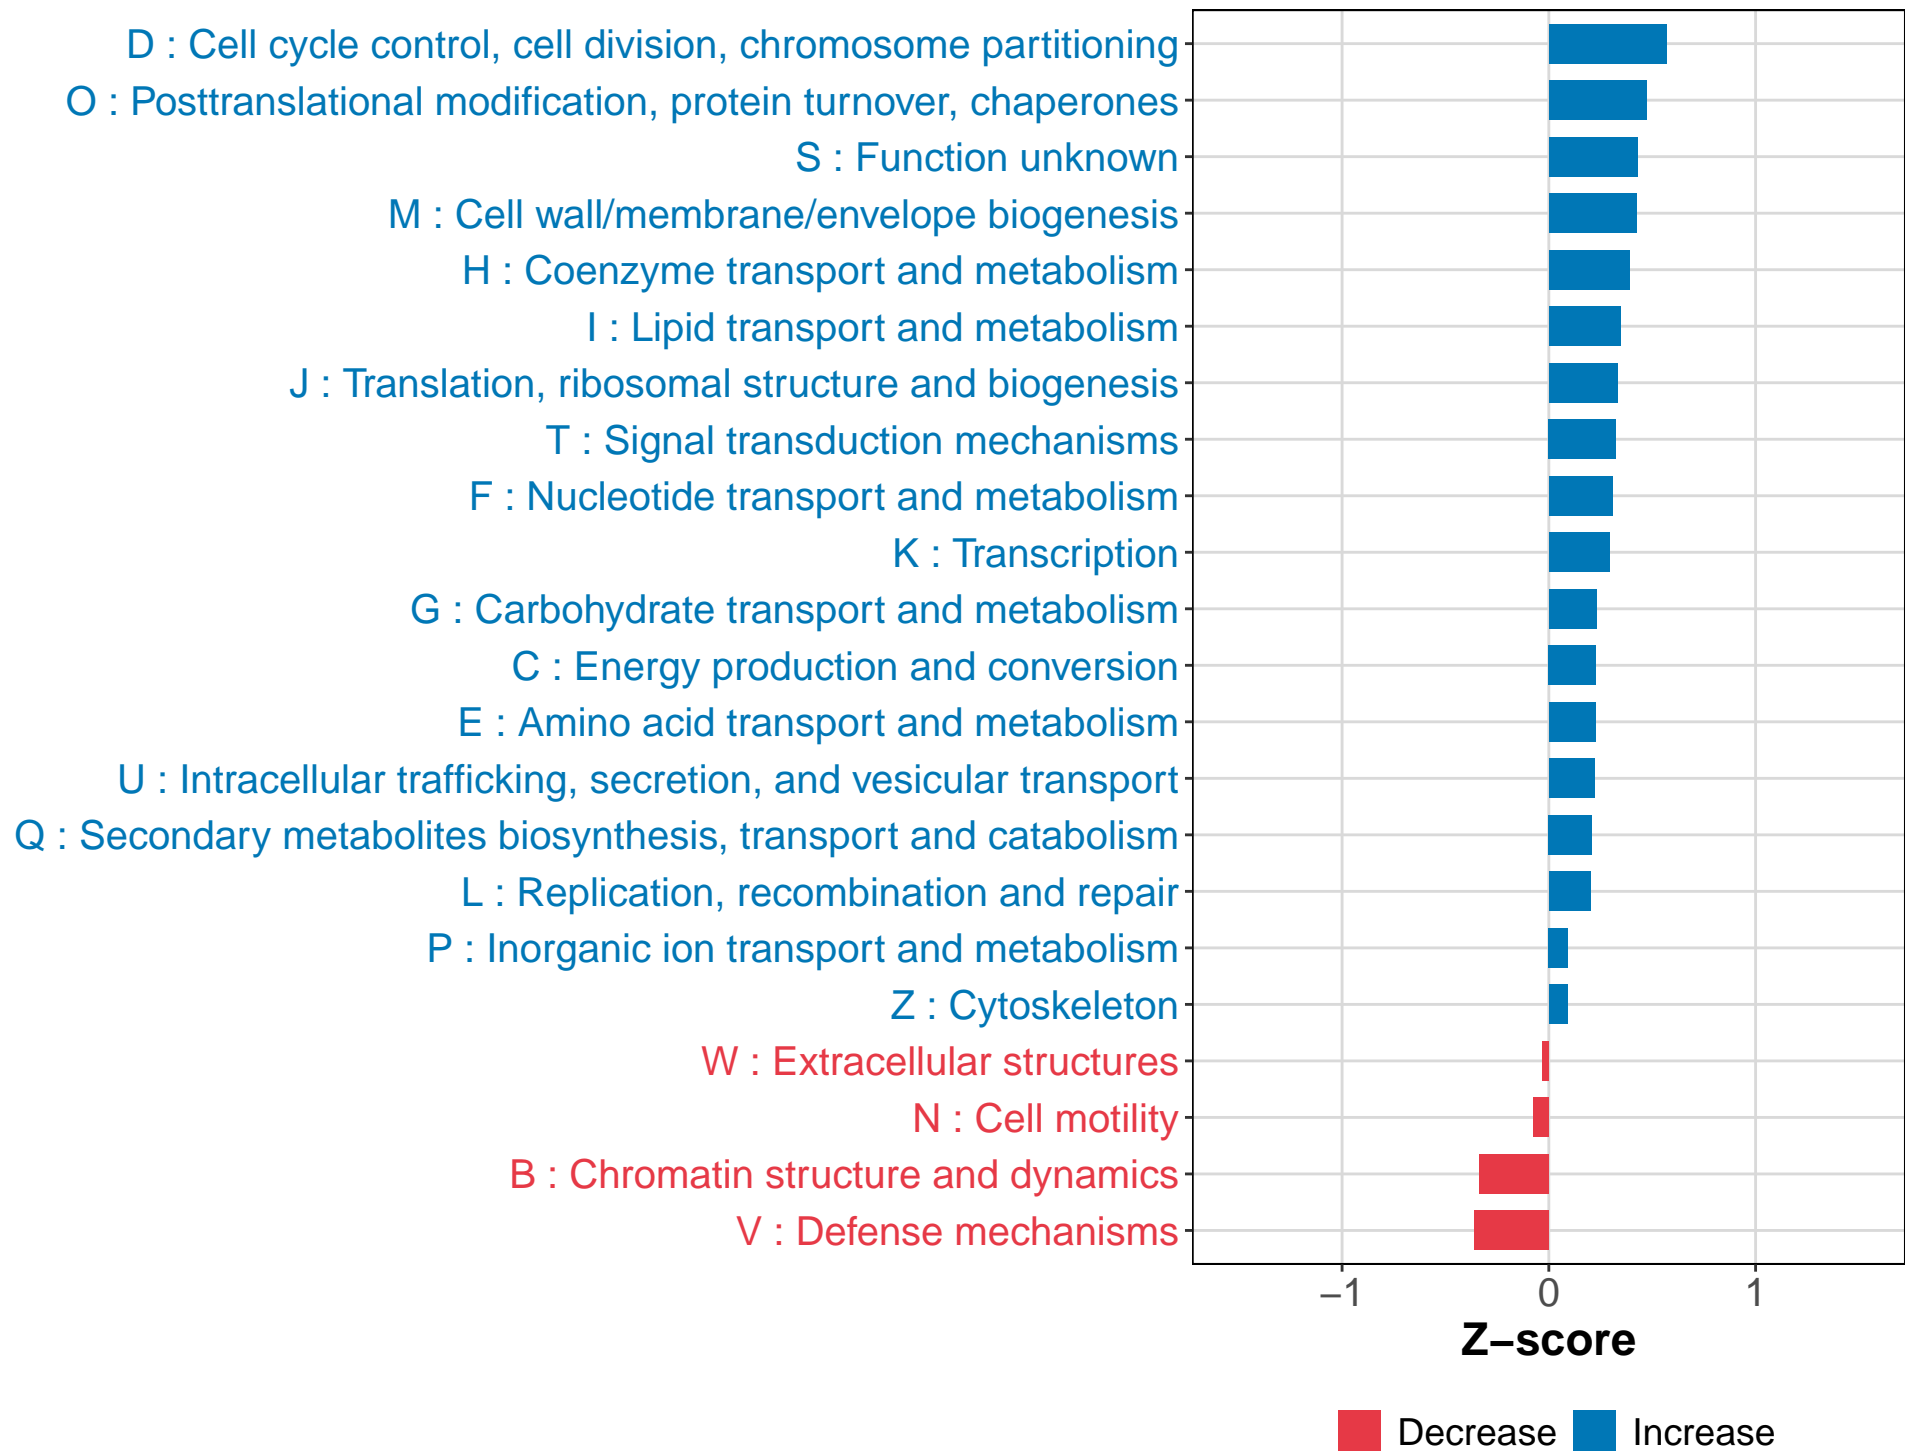 D : Cell cycle control, cell division, chromosome partitioning
O : Posttranslational modification, protein turnover, chaperones
S : Function unknown
M : Cell wall/membrane/envelope biogenesis
H : Coenzyme transport and metabolism
I : Lipid transport and metabolism
J : Translation, ribosomal structure and biogenesis
T : Signal transduction mechanisms
F : Nucleotide transport and metabolism
K : Transcription
G : Carbohydrate transport and metabolism
C : Energy production and conversion
E : Amino acid transport and metabolism
U : Intracellular trafficking, secretion, and vesicular transport
Q : Secondary metabolites biosynthesis, transport and catabolism
L : Replication, recombination and repair
P : Inorganic ion transport and metabolism
Z : Cytoskeleton
W : Extracellular structures
N : Cell motility
B : Chromatin structure and dynamics
V : Defense mechanisms
−1 0 1
Z−score
Decrease Increase